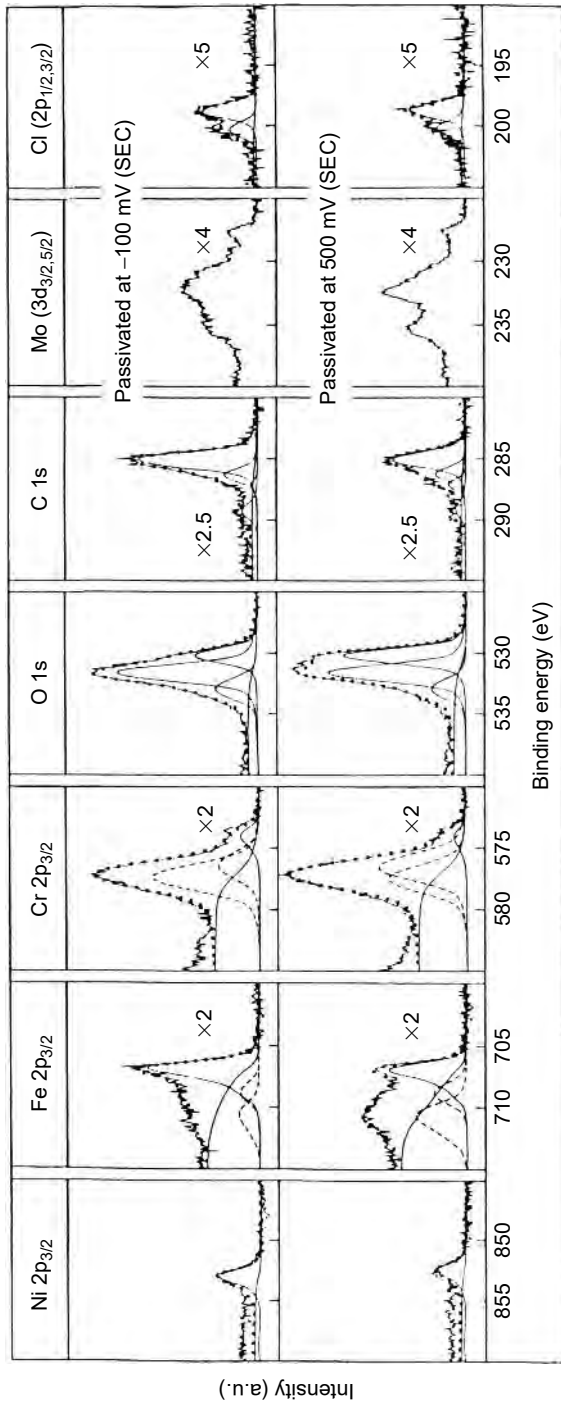 Ni 2p3/2
Fe 2p3/2
Cr 2p3/2
O 1s
C 1s
Mo (3d3/2,5/2)
Cl (2p1/2,3/2)
Passivated at –100 mV (SEC)
×2
×2
×2.5
×4
×5
Passivated at 500 mV (SEC)
×2
×2
×2.5
×4
×5
855
850
710
705
580
575
535
530
290
285
235
230
200
195
Binding energy (eV)
Intensity (a.u.)